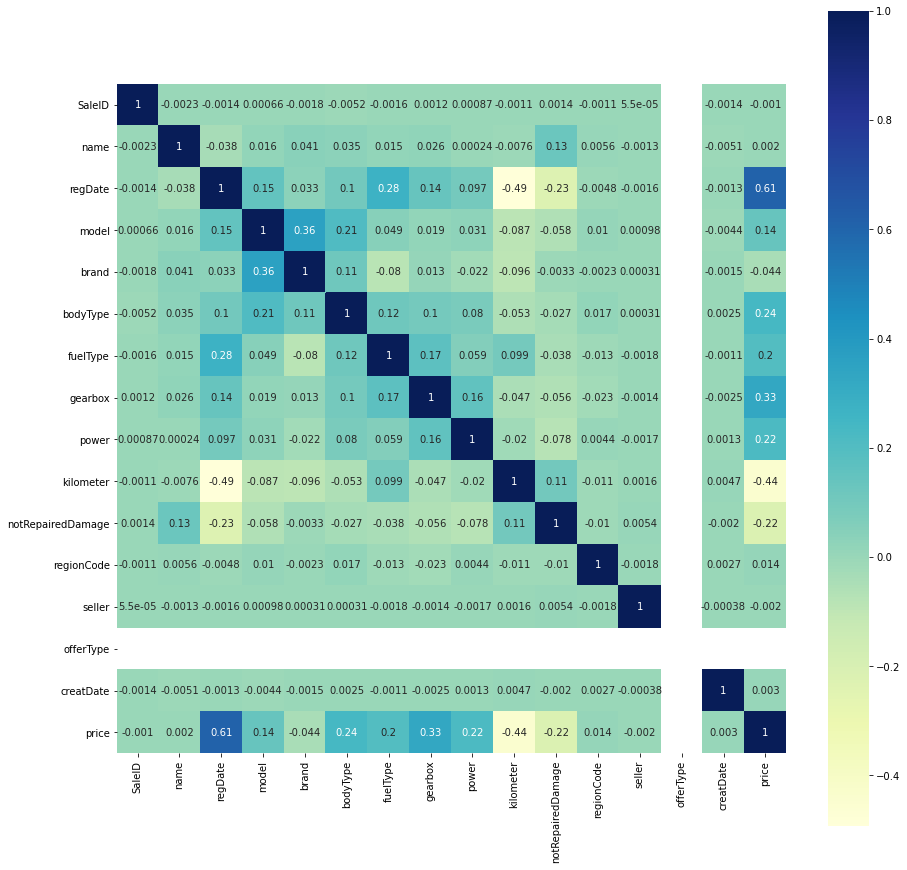 1.0
SaleID 1 -0.0023 -0.0014 0.00066 -0.0018 -0.0052 -0.0016 0.0012 0.00087 -0.0011 0.0014 -0.0011 5.5e-05 -0.0014 -0.001
name -0.0023 1 -0.038 0.016 0.041 0.035 0.015 0.026 0.00024 -0.0076 0.13 0.0056 -0.0013 -0.0051 0.002
0.8
regDate -0.0014 -0.038 1 0.15 0.033 0.1 0.28 0.14 0.097 -0.49 -0.23 -0.0048 -0.0016 -0.0013 0.61
model 0.00066 0.016 0.15 1 0.36 0.21 0.049 0.019 0.031 -0.087 -0.058 0.01 0.00098 -0.0044 0.14
0.6
brand -0.0018 0.041 0.033 0.36 1 0.11 -0.08 0.013 -0.022 -0.096 -0.0033 -0.0023 0.00031 -0.0015 -0.044
bodyType -0.0052 0.035 0.1 0.21 0.11 1 0.12 0.1 0.08 -0.053 -0.027 0.017 0.00031 0.0025 0.24
0.4
fuelType -0.0016 0.015 0.28 0.049 -0.08 0.12 1 0.17 0.059 0.099 -0.038 -0.013 -0.0018 -0.0011 0.2
gearbox 0.0012 0.026 0.14 0.019 0.013 0.1 0.17 1 0.16 -0.047 -0.056 -0.023 -0.0014 -0.0025 0.33
0.2
power 0.00087 0.00024 0.097 0.031 -0.022 0.08 0.059 0.16 1 -0.02 -0.078 0.0044 -0.0017 0.0013 0.22
kilometer -0.0011 -0.0076 -0.49 -0.087 -0.096 -0.053 0.099 -0.047 -0.02 1 0.11 -0.011 0.0016 0.0047 -0.44
notRepairedDamage 0.0014 0.13 -0.23 -0.058 -0.0033 -0.027 -0.038 -0.056 -0.078 0.11 1 -0.01 0.0054 -0.002 -0.22
0.0
regionCode -0.0011 0.0056 -0.0048 0.01 -0.0023 0.017 -0.013 -0.023 0.0044 -0.011 -0.01 1 -0.0018 0.0027 0.014
seller 5.5e-05 -0.0013 -0.0016 0.00098 0.00031 0.00031 -0.0018 -0.0014 -0.0017 0.0016 0.0054 -0.0018 1 -0.00038 -0.002
offerType
−0.2
creatDate -0.0014 -0.0051 -0.0013 -0.0044 -0.0015 0.0025 -0.0011 -0.0025 0.0013 0.0047 -0.002 0.0027 -0.00038 1 0.003
price -0.001 0.002 0.61 0.14 -0.044 0.24 0.2 0.33 0.22 -0.44 -0.22 0.014 -0.002 0.003 1
−0.4
SaleID name regDate model brand bodyType fuelType gearbox power kilometer notRepairedDamage regionCode seller offerType creatDate price